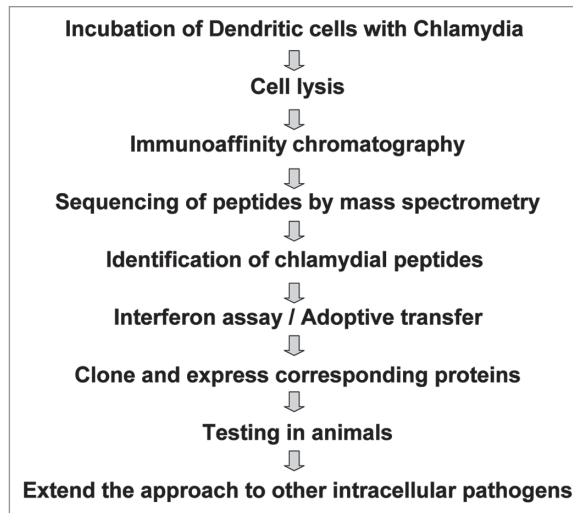 Incubation of Dendritic cells with Chlamydia
Cell lysis
Immunoaffinity chromatography
Sequencing of peptides by mass spectrometry
Identification of chlamydial peptides
Interferon assay / Adoptive transfer
Clone and express corresponding proteins
Testing in animals
Extend the approach to other intracellular pathogens